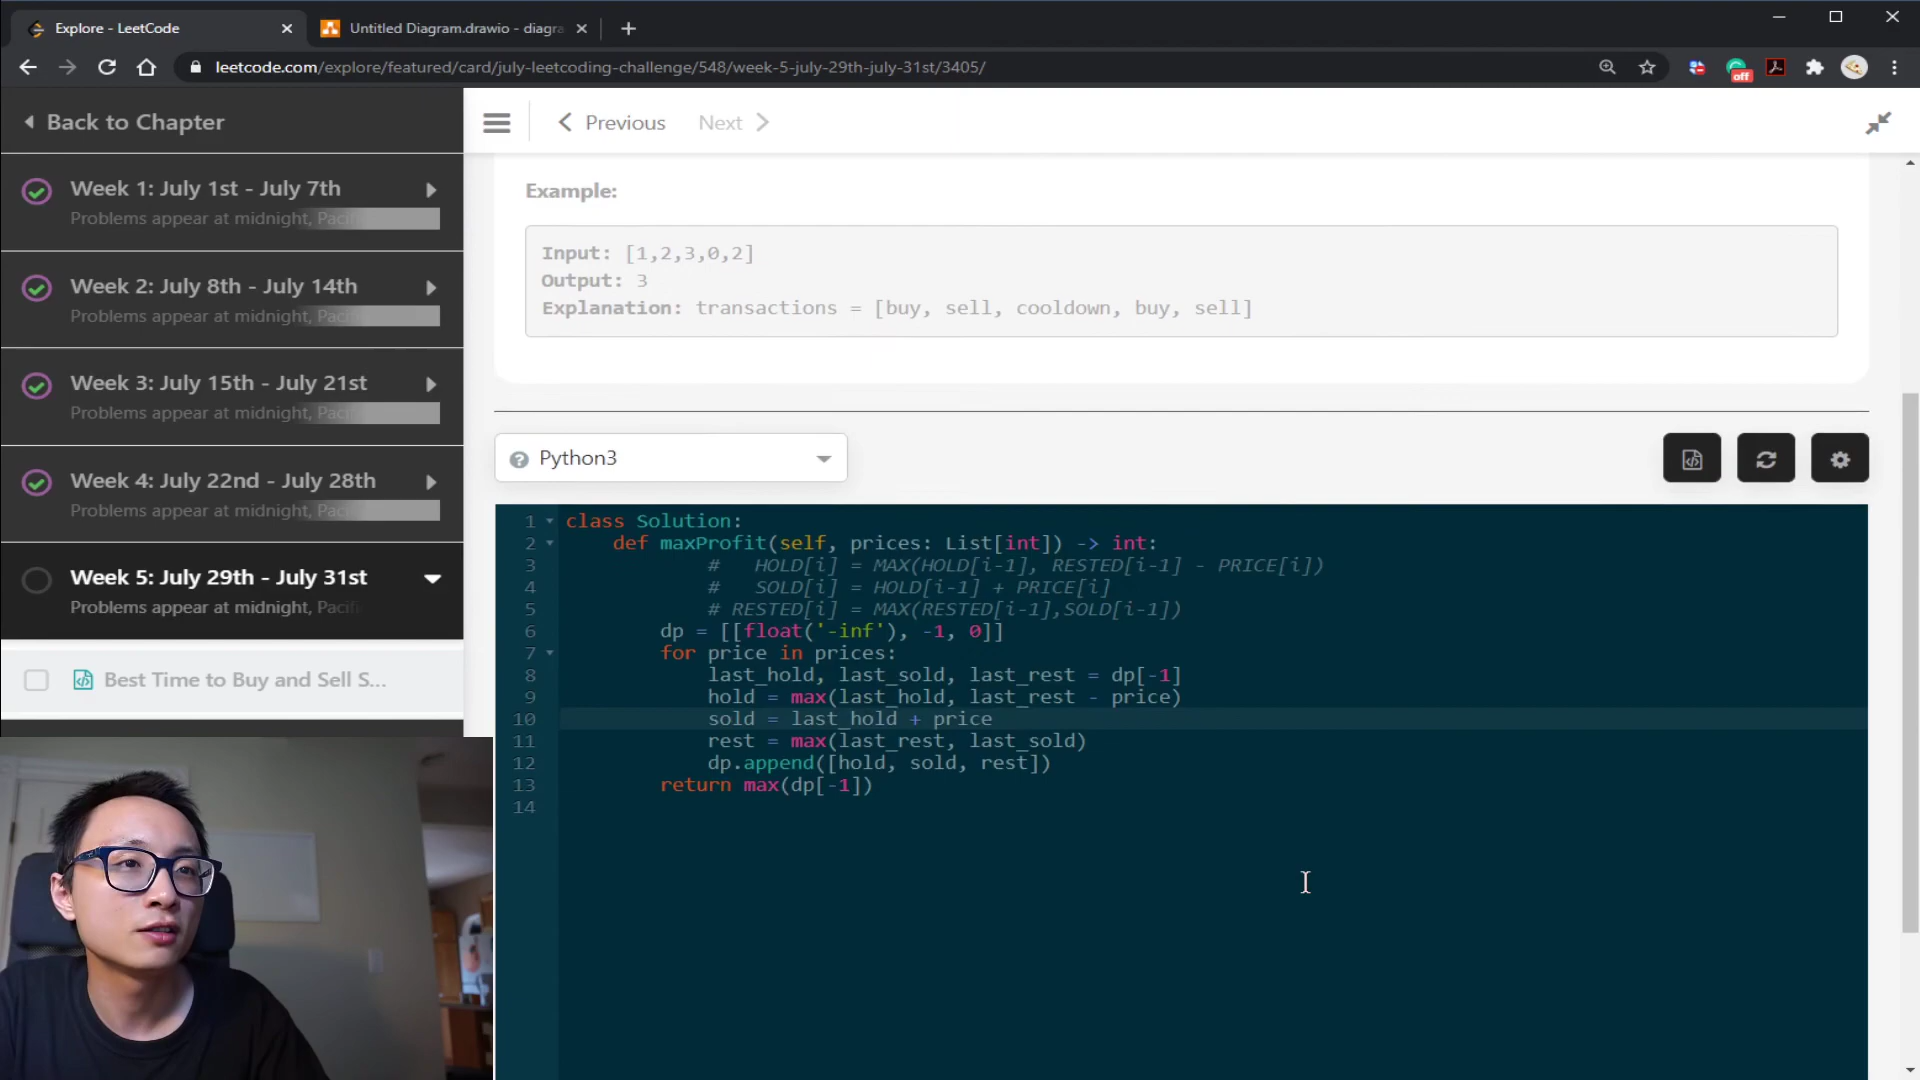 Explore - LeetCode
Untitled Diagram.drawio - diagra
leetcode.com/explore/featured/card/july-leetcoding-challenge/548/week-5-july-29th-july-31st/3405/
off
Back to Chapter
Previous
Next
Week 1: July 1st - July 7th
Problems appear at midnight, Pacif
Week 2: July 8th - July 14th
Problems appear at midnight, Pacif
Week 3: July 15th - July 21st
Problems appear at midnight, Pacif
Week 4: July 22nd - July 28th
Problems appear at midnight, Pacif
Week 5: July 29th - July 31st
Problems appear at midnight, Pacif
Best Time to Buy and Sell S...
Example:
Input: [1,2,3,0,2]
Output: 3
Explanation: transactions = [buy, sell, cooldown, buy, sell]
Python3
1 class Solution:
2 def maxProfit(self, prices: List[int]) -> int:
3 # HOLD[i] = MAX(HOLD[i-1], RESTED[i-1] - PRICE[i])
4 # SOLD[i] = HOLD[i-1] + PRICE[i]
5 # RESTED[i] = MAX(RESTED[i-1],SOLD[i-1])
6 dp = [[float('-inf'), -1, 0]]
7 for price in prices:
8 last_hold, last_sold, last_rest = dp[-1]
9 hold = max(last_hold, last_rest - price)
10 sold = last_hold + price
11 rest = max(last_rest, last_sold)
12 dp.append([hold, sold, rest])
13 return max(dp[-1])
14